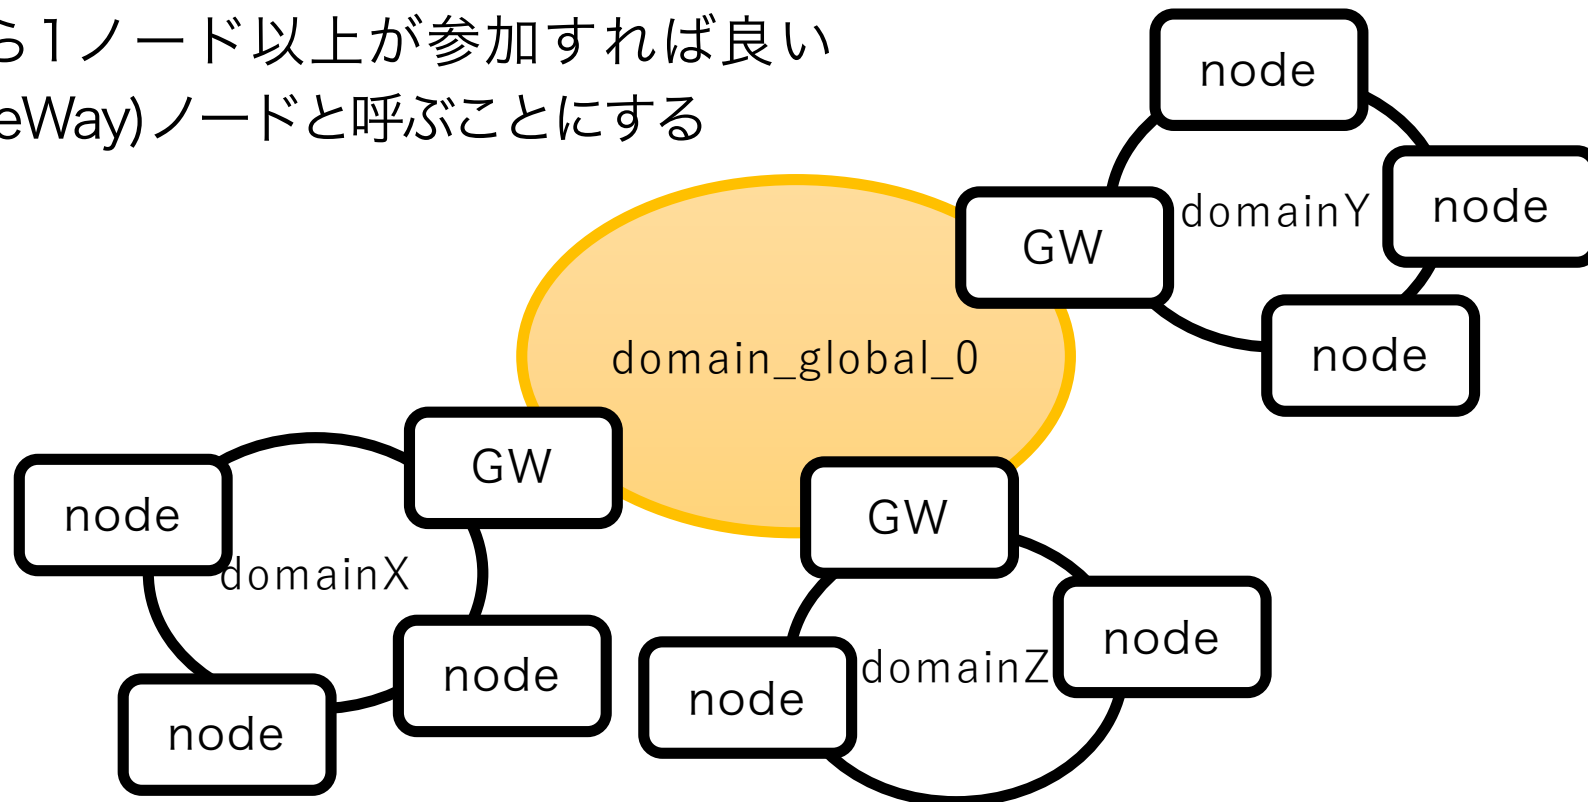 ら1ノード以上が参加すれば良い
eWay)ノードと呼ぶことにする
node
node
domainY
GW
node
domain_global_0
GW
node
GW
domainX
node
domainZ
node
node
node